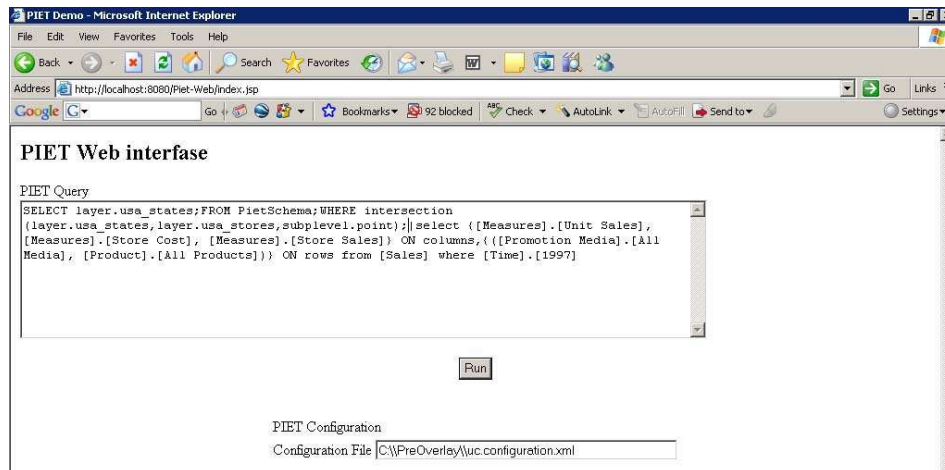 PIET Demo - Microsoft Internet Explorer
File Edit View Favorites Tools Help
Back Search Favorites
Address http://localhost:8080/Piet-Web/index.jsp Go Links
Google G Go Bookmarks 92 blocked ABC Check AutoLink AutoFill Send to Settings
PIET Web interfase
PIET Query
SELECT layer.usa_states;FROM PietSchema;WHERE intersection
(layer.usa_states,layer.usa_stores,subplevel.point);|select {[Measures].[Unit Sales],
[Measures].[Store Cost], [Measures].[Store Sales]} ON columns,{([Promotion Media].[All
Media], [Product].[All Products])} ON rows from [Sales] where [Time].[1997]
Run
PIET Configuration
Configuration File C:\\PreOverlay\\uc.configuration.xml